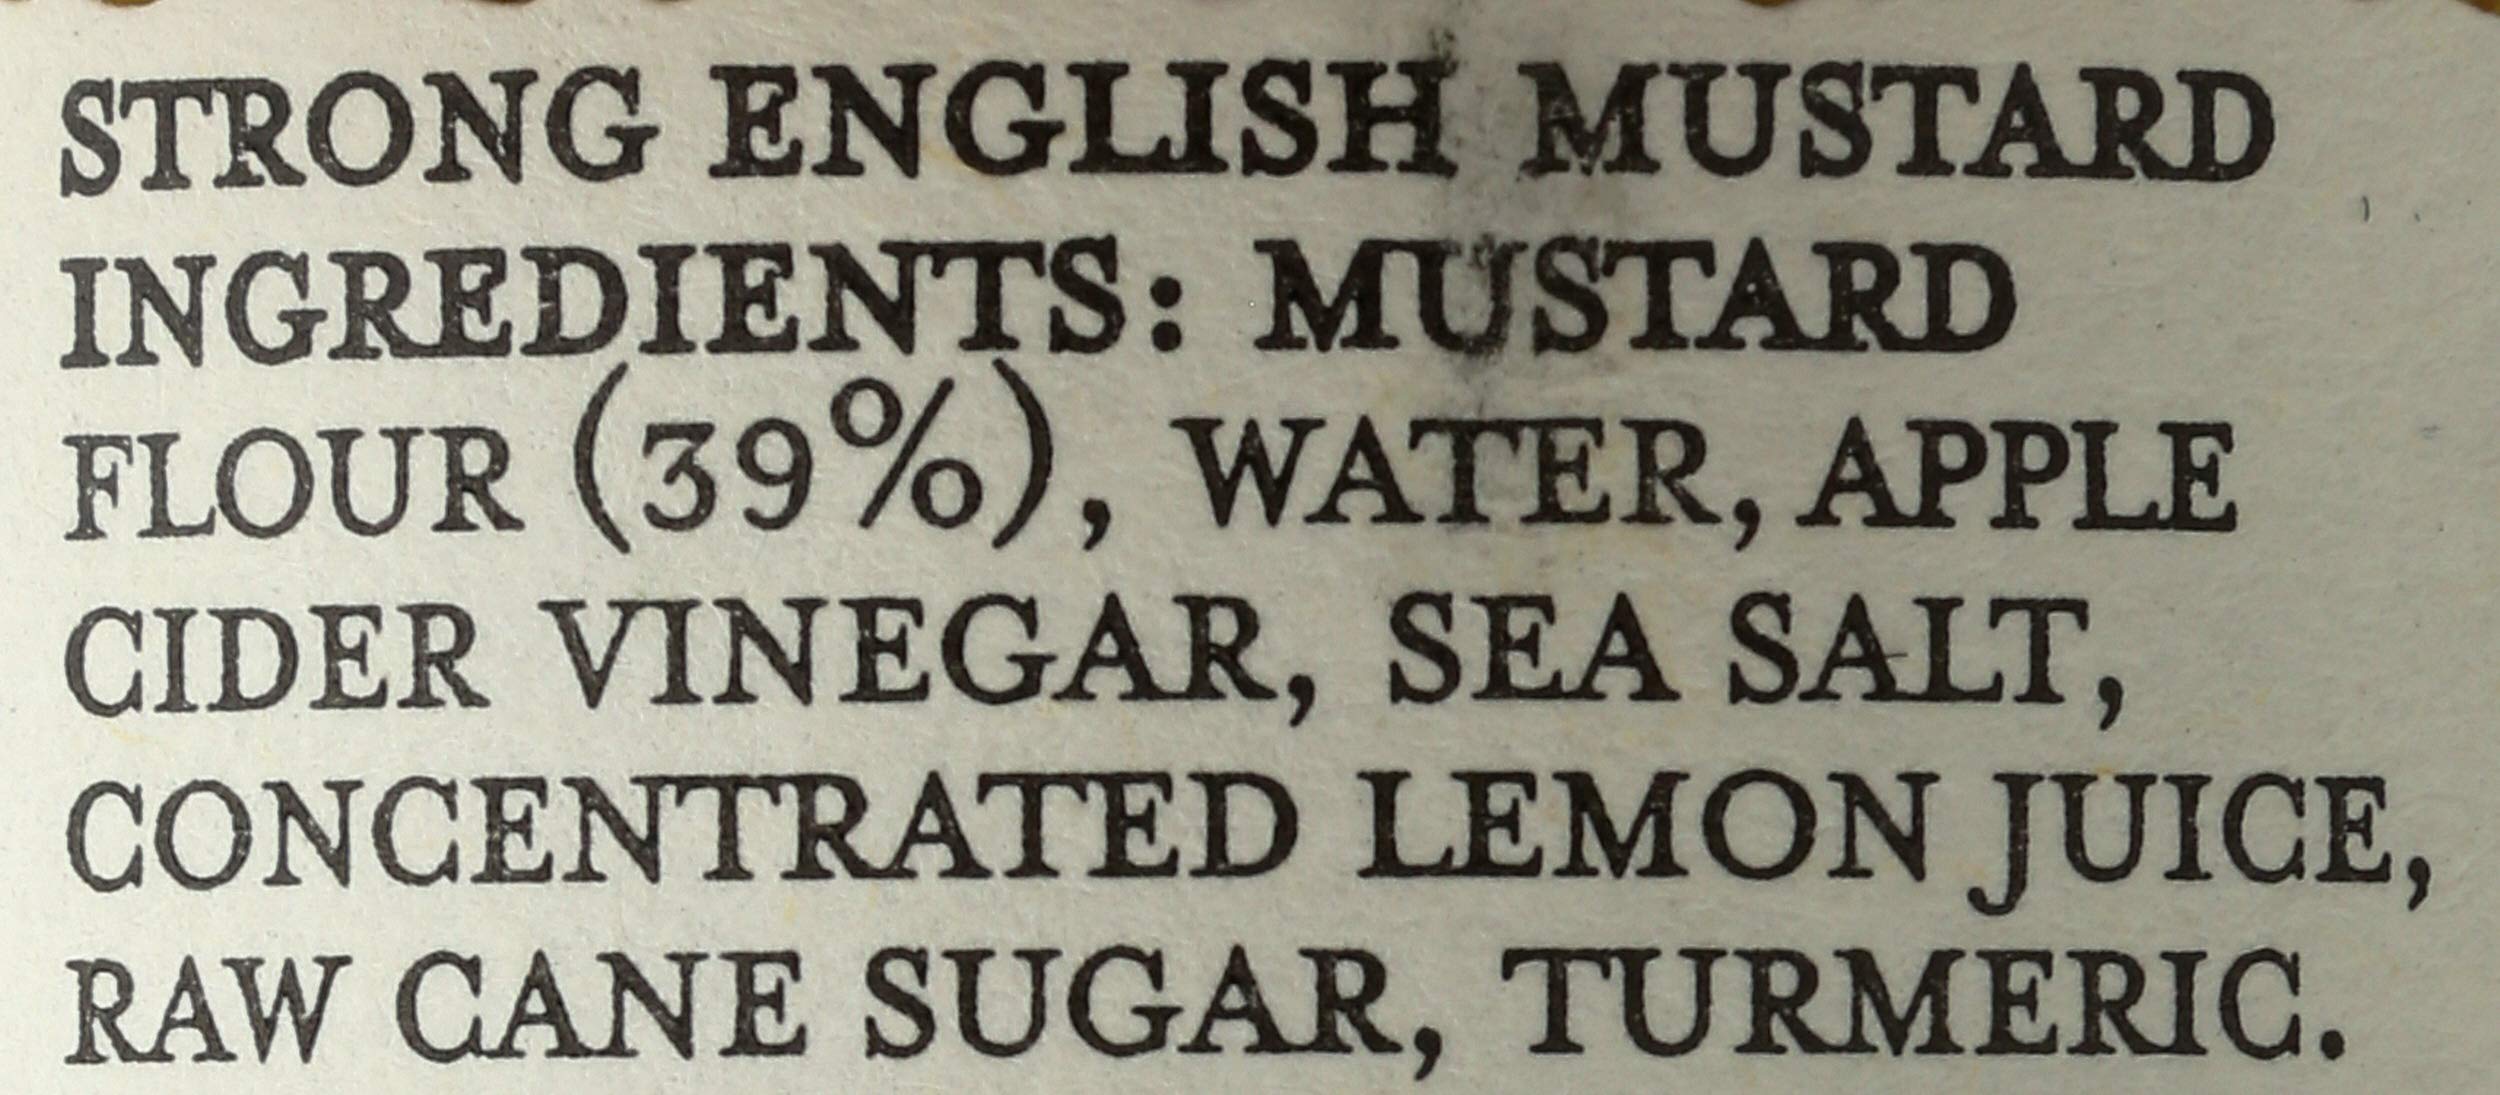 STRONG ENGLISH MUSTARD
INGREDIENTS: MUSTARD
FLOUR (39%), WATER, APPLE
CIDER VINEGAR, SEA SALT,
CONCENTRATED LEMON JUICE,
RAW CANE SUGAR, TURMERIC.